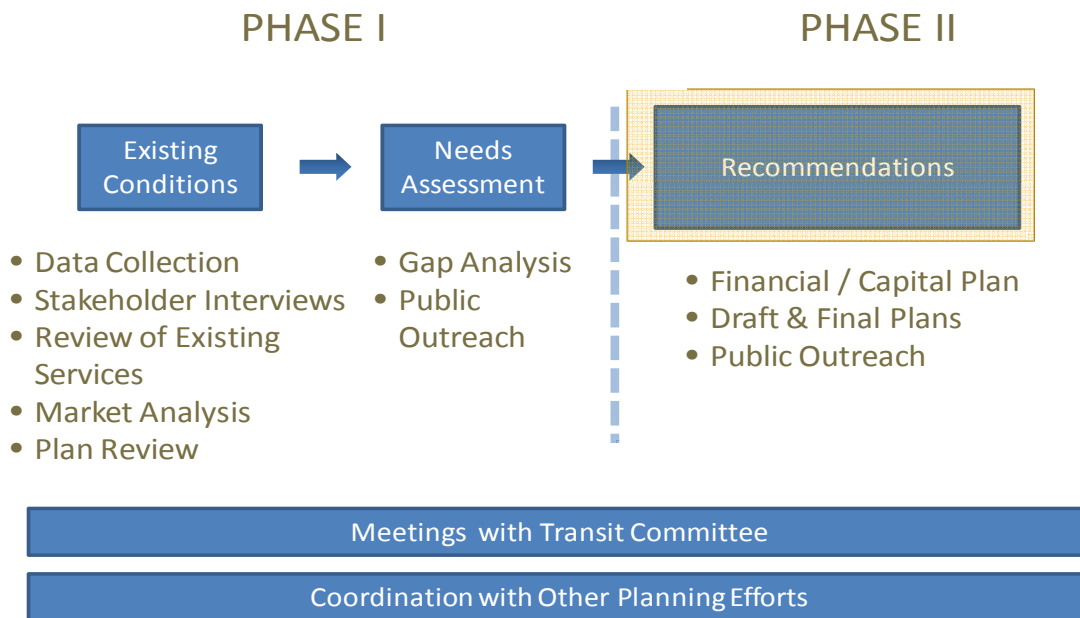 PHASE I
PHASE II
Existing
Conditions
Needs
Assessment
Recommendations
• Data Collection
• Stakeholder Interviews
• Review of Existing
Services
• Market Analysis
• Plan Review
• Gap Analysis
• Public
Outreach
• Financial / Capital Plan
• Draft & Final Plans
• Public Outreach
Meetings with Transit Committee
Coordination with Other Planning Efforts